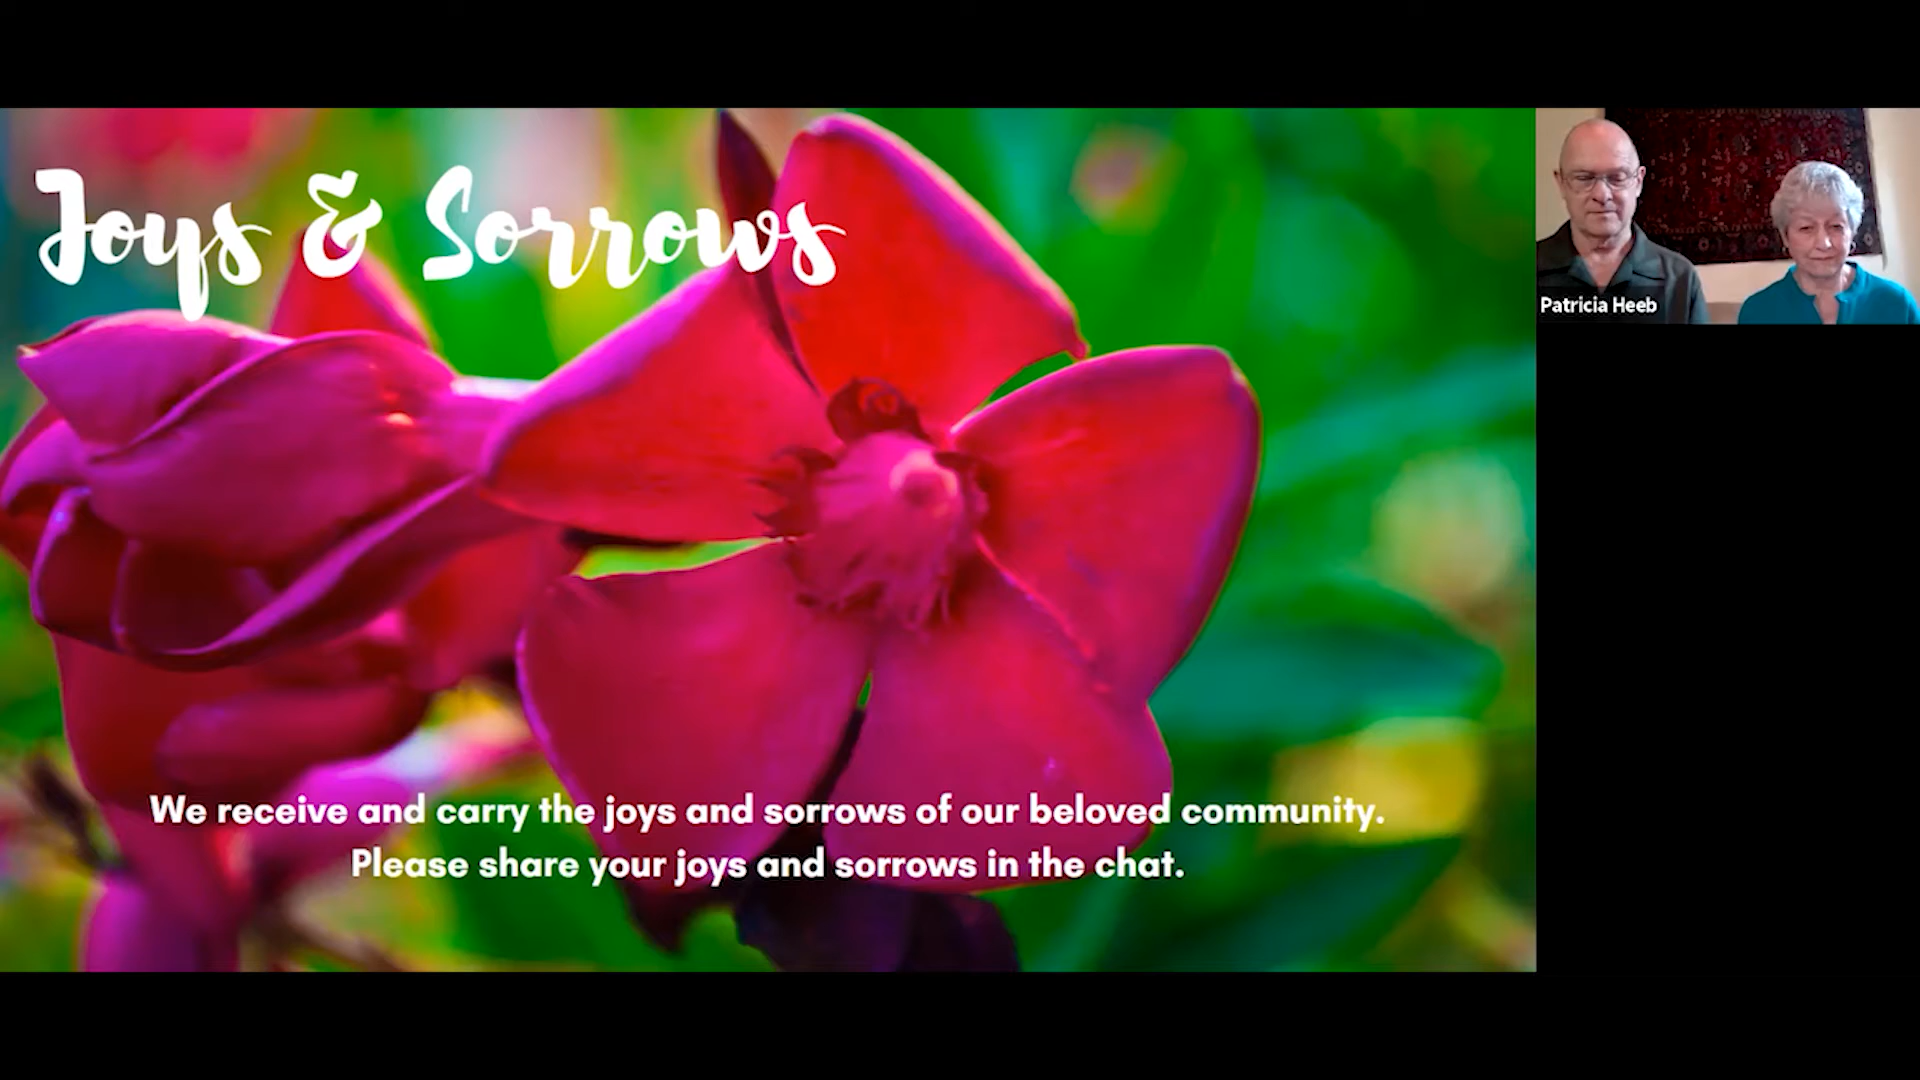 Joys & Sorrows
Patricia Heeb
We receive and carry the joys and sorrows of our beloved community.
Please share your joys and sorrows in the chat.